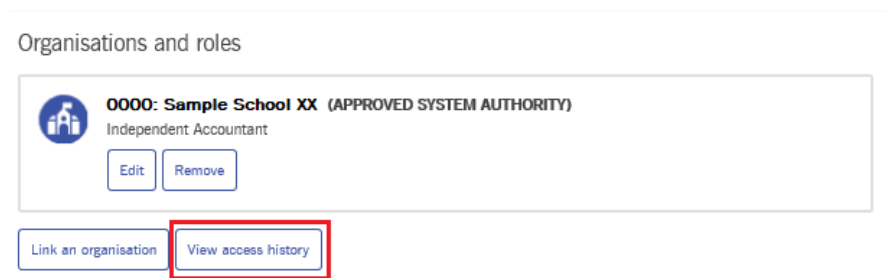 Organisations and roles
0000: Sample School XX (APPROVED SYSTEM AUTHORITY)
Independent Accountant
Edit Remove
Link an organisation View access history